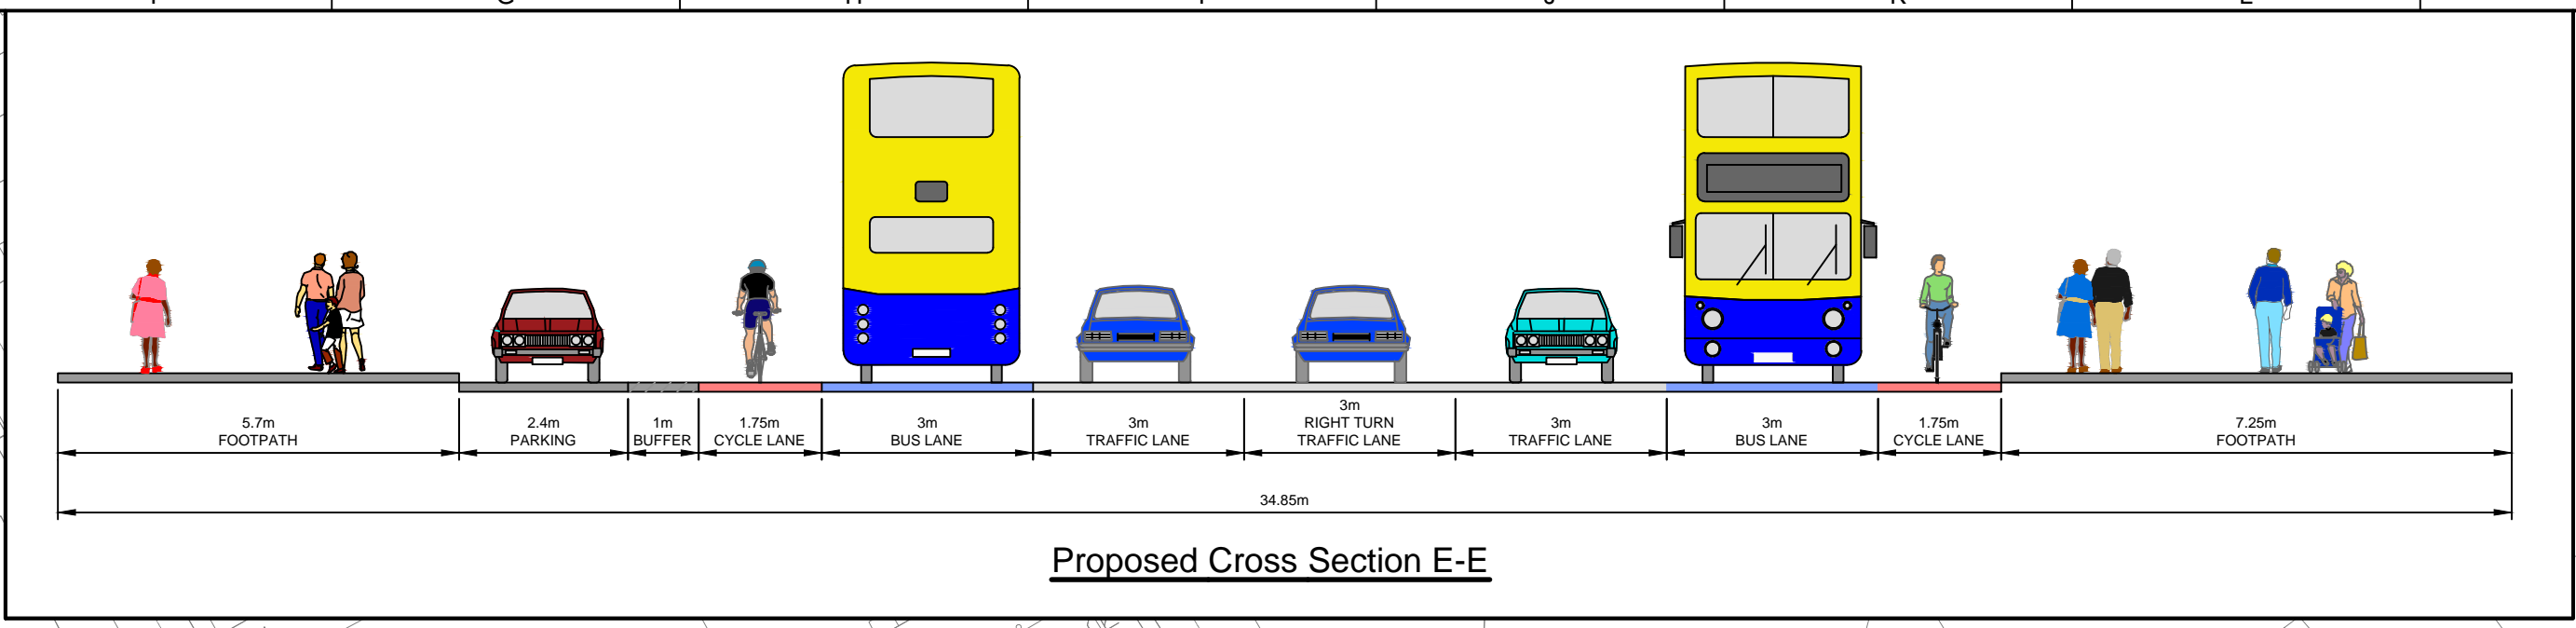 5.7m
FOOTPATH
2.4m
PARKING
1m
BUFFER
1.75m
CYCLE LANE
3m
BUS LANE
3m
TRAFFIC LANE
3m
RIGHT TURN
TRAFFIC LANE
3m
TRAFFIC LANE
3m
BUS LANE
1.75m
CYCLE LANE
7.25m
FOOTPATH
34.85m
Proposed Cross Section E-E